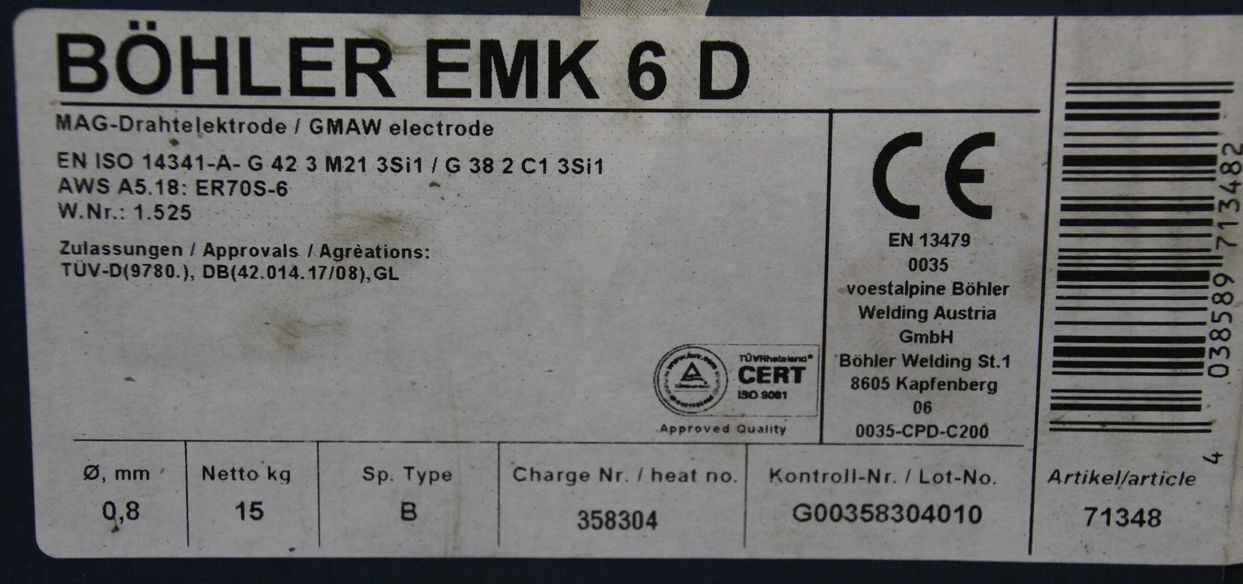 BÖHLER EMK 6 D
MAG-Drahtelektrode / GMAW electrode
EN ISO 14341-A- G 42 3 M21 3Si1 / G 38 2 C1 3Si1
AWS A5.18: ER70S-6
W.Nr.: 1.525
Zulassungen / Approvals / Agrèations:
TÜV-D(9780.), DB(42.014.17/08),GL
TÜVRheinland®
CERT
ISO 9001
Approved Quality
CE
EN 13479
0035
voestalpine Böhler
Welding Austria
GmbH
Böhler Welding St.1
8605 Kapfenberg
06
0035-CPD-C200
4 038589 713482
Ø, mm
0,8
Netto kg
15
Sp. Type
B
Charge Nr. / heat no.
358304
Kontroll-Nr. / Lot-No.
G00358304010
Artikel/article
71348